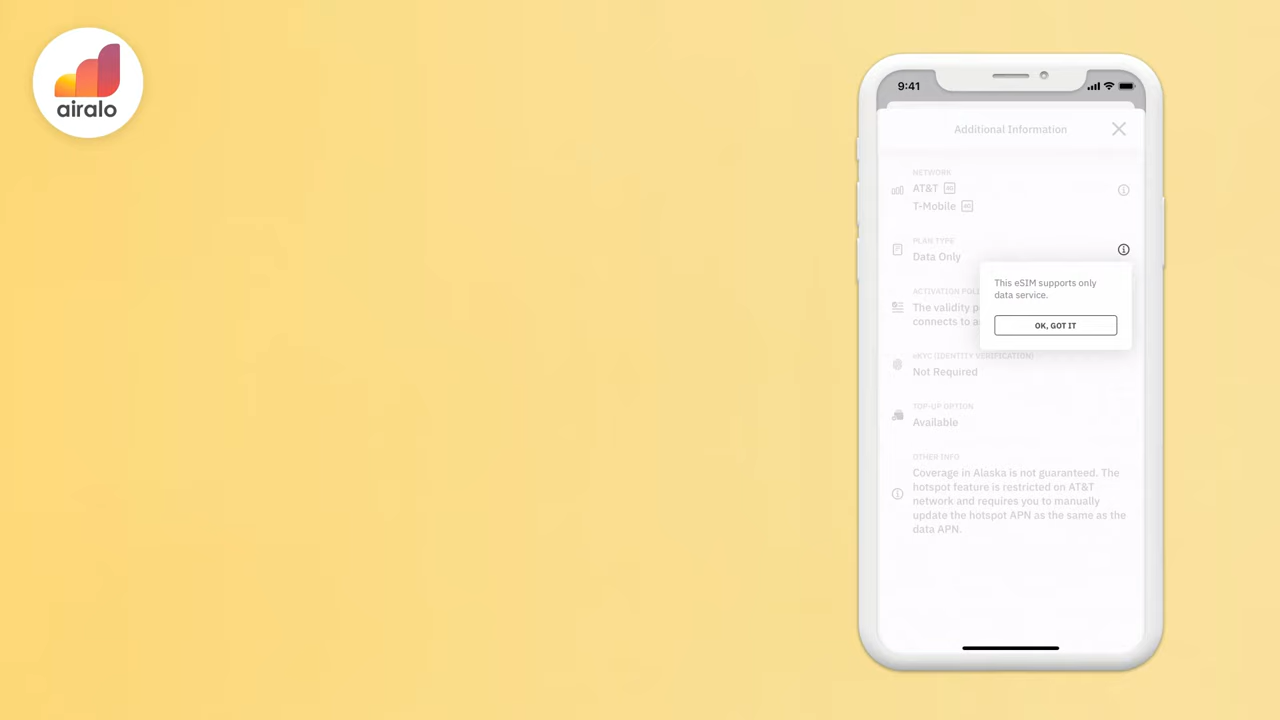 airalo
9:41
Additional Information
NETWORK
AT&T
T-Mobile
PLAN TYPE
Data Only
This eSIM supports only
data service.
OK, GOT IT
ACTIVATION
The validity
connects to
eKYC (IDENTITY VERIFICATION)
Not Required
TOP-UP OPTION
Available
OTHER INFO
Coverage in Alaska is not guaranteed. The
hotspot feature is restricted on AT&T
network and requires you to manually
update the hotspot APN as the same as the
data APN.